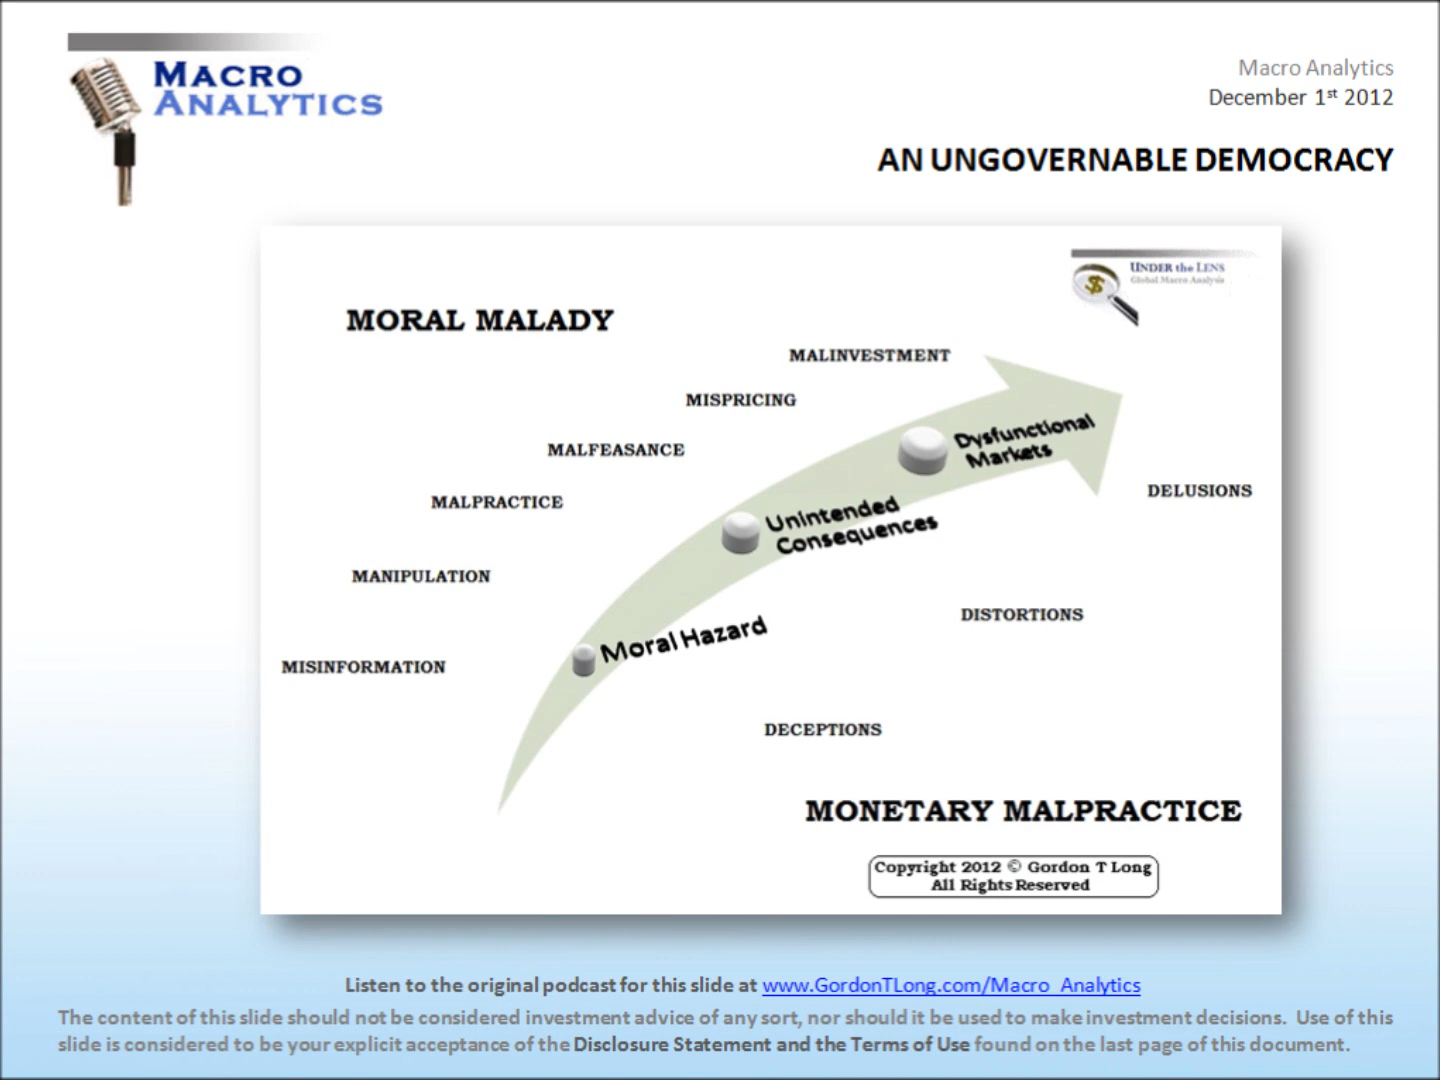 MACRO
ANALYTICS
Macro Analytics
December 1st 2012
AN UNGOVERNABLE DEMOCRACY
UNDER the LENS
Global Macro Analysis
$
MORAL MALADY
MALINVESTMENT
MISPRICING
MALFEASANCE
MALPRACTICE
MANIPULATION
MISINFORMATION
Dysfunctional
Markets
Unintended
Consequences
Moral Hazard
DELUSIONS
DISTORTIONS
DECEPTIONS
MONETARY MALPRACTICE
Copyright 2012 © Gordon T Long
All Rights Reserved
Listen to the original podcast for this slide at www.GordonTLong.com/Macro_Analytics
The content of this slide should not be considered investment advice of any sort, nor should it be used to make investment decisions. Use of this
slide is considered to be your explicit acceptance of the Disclosure Statement and the Terms of Use found on the last page of this document.